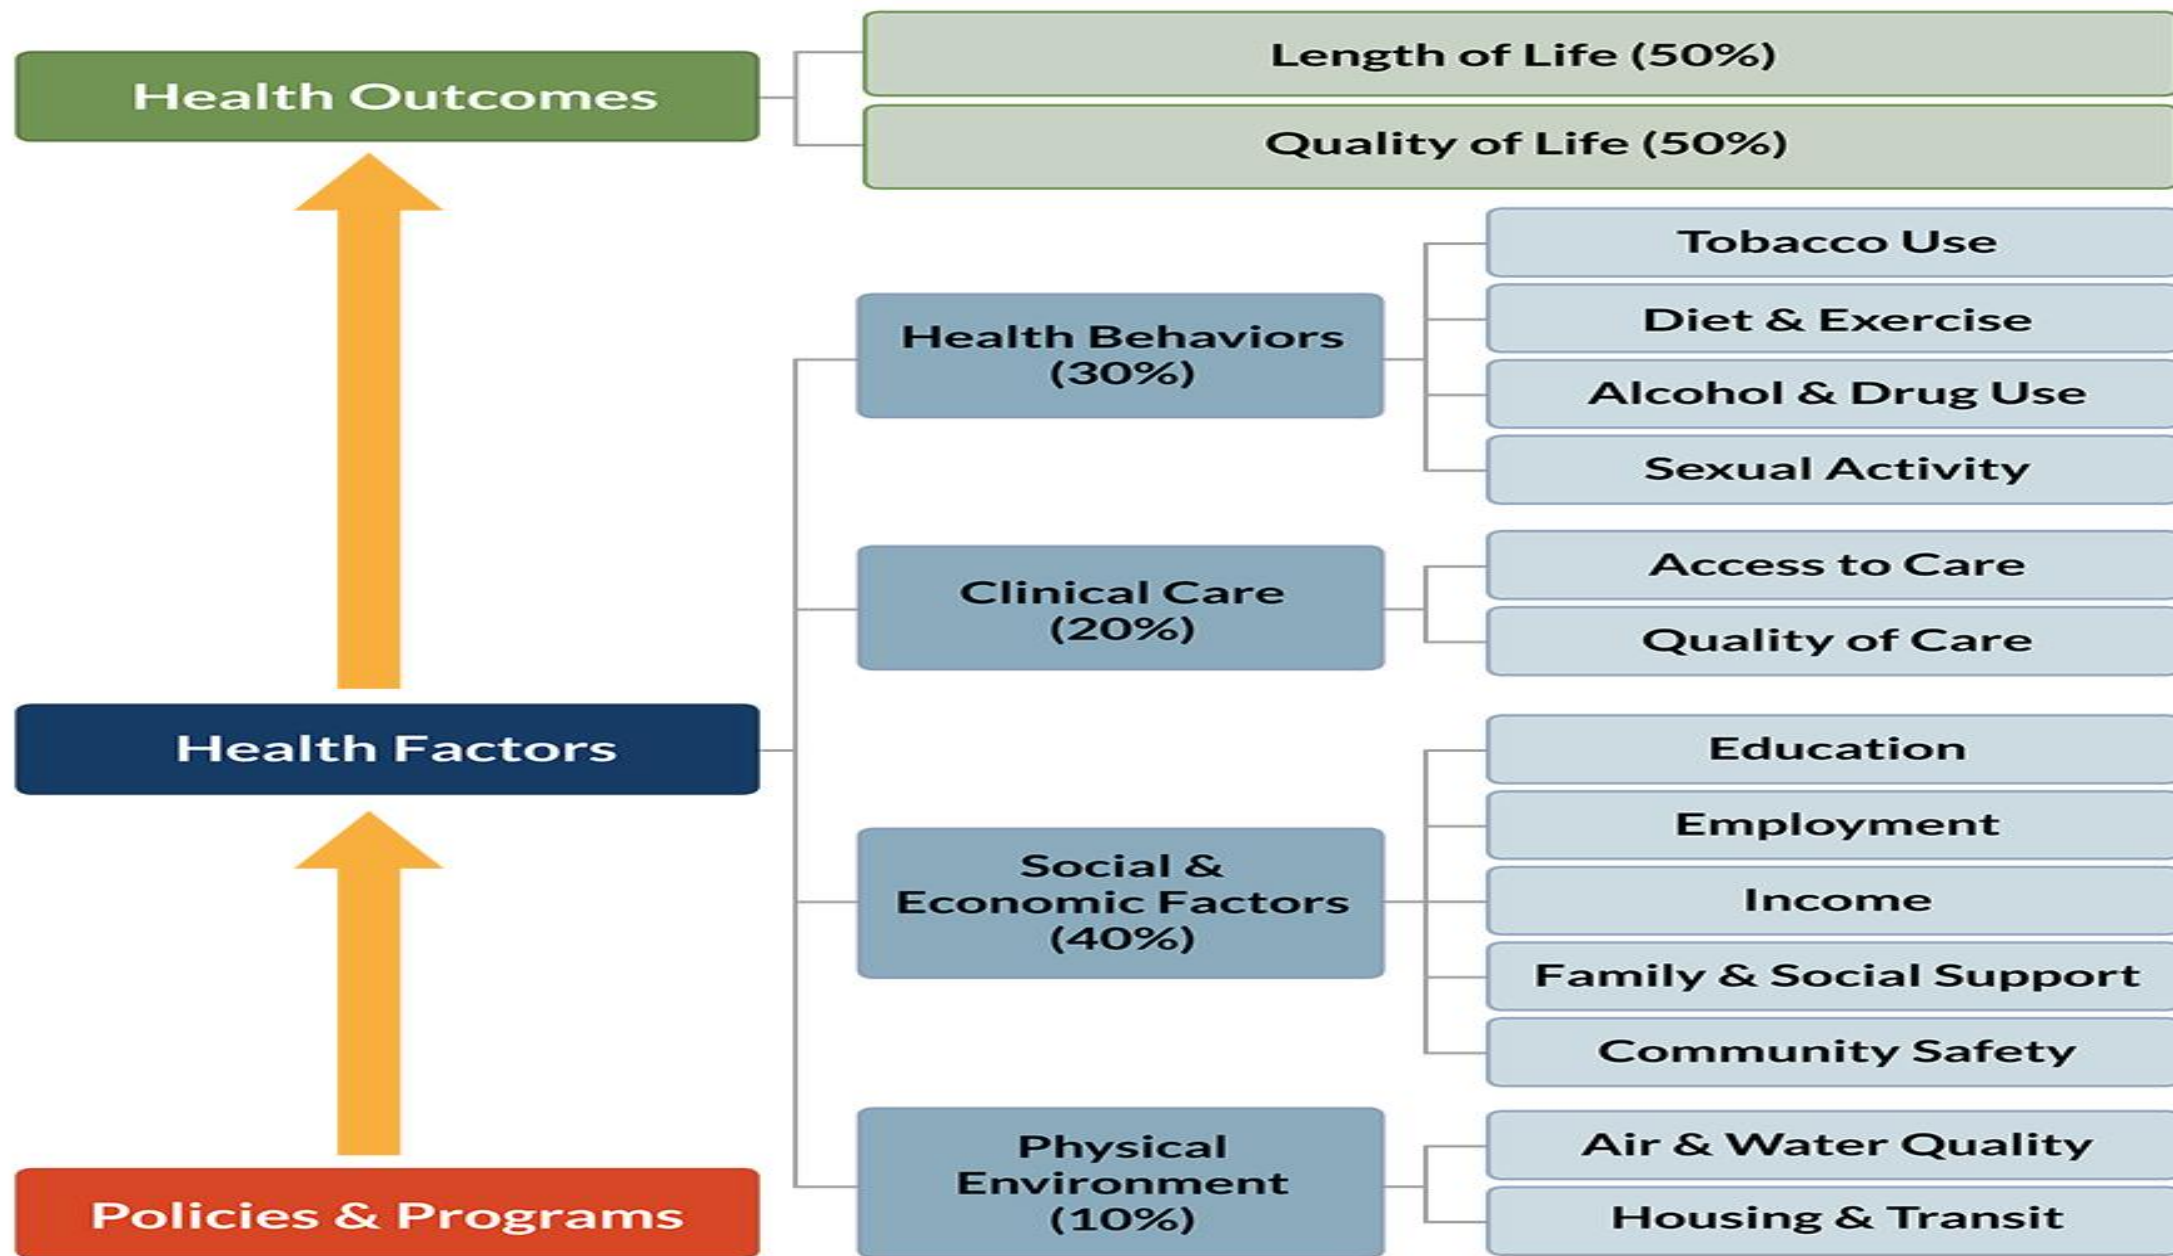 Health Outcomes
Length of Life (50%)
Quality of Life (50%)
Tobacco Use
Diet & Exercise
Alcohol & Drug Use
Sexual Activity
Health Behaviors
(30%)
Access to Care
Quality of Care
Clinical Care
(20%)
Health Factors
Education
Employment
Income
Family & Social Support
Community Safety
Social &
Economic Factors
(40%)
Air & Water Quality
Housing & Transit
Physical
Environment
(10%)
Policies & Programs